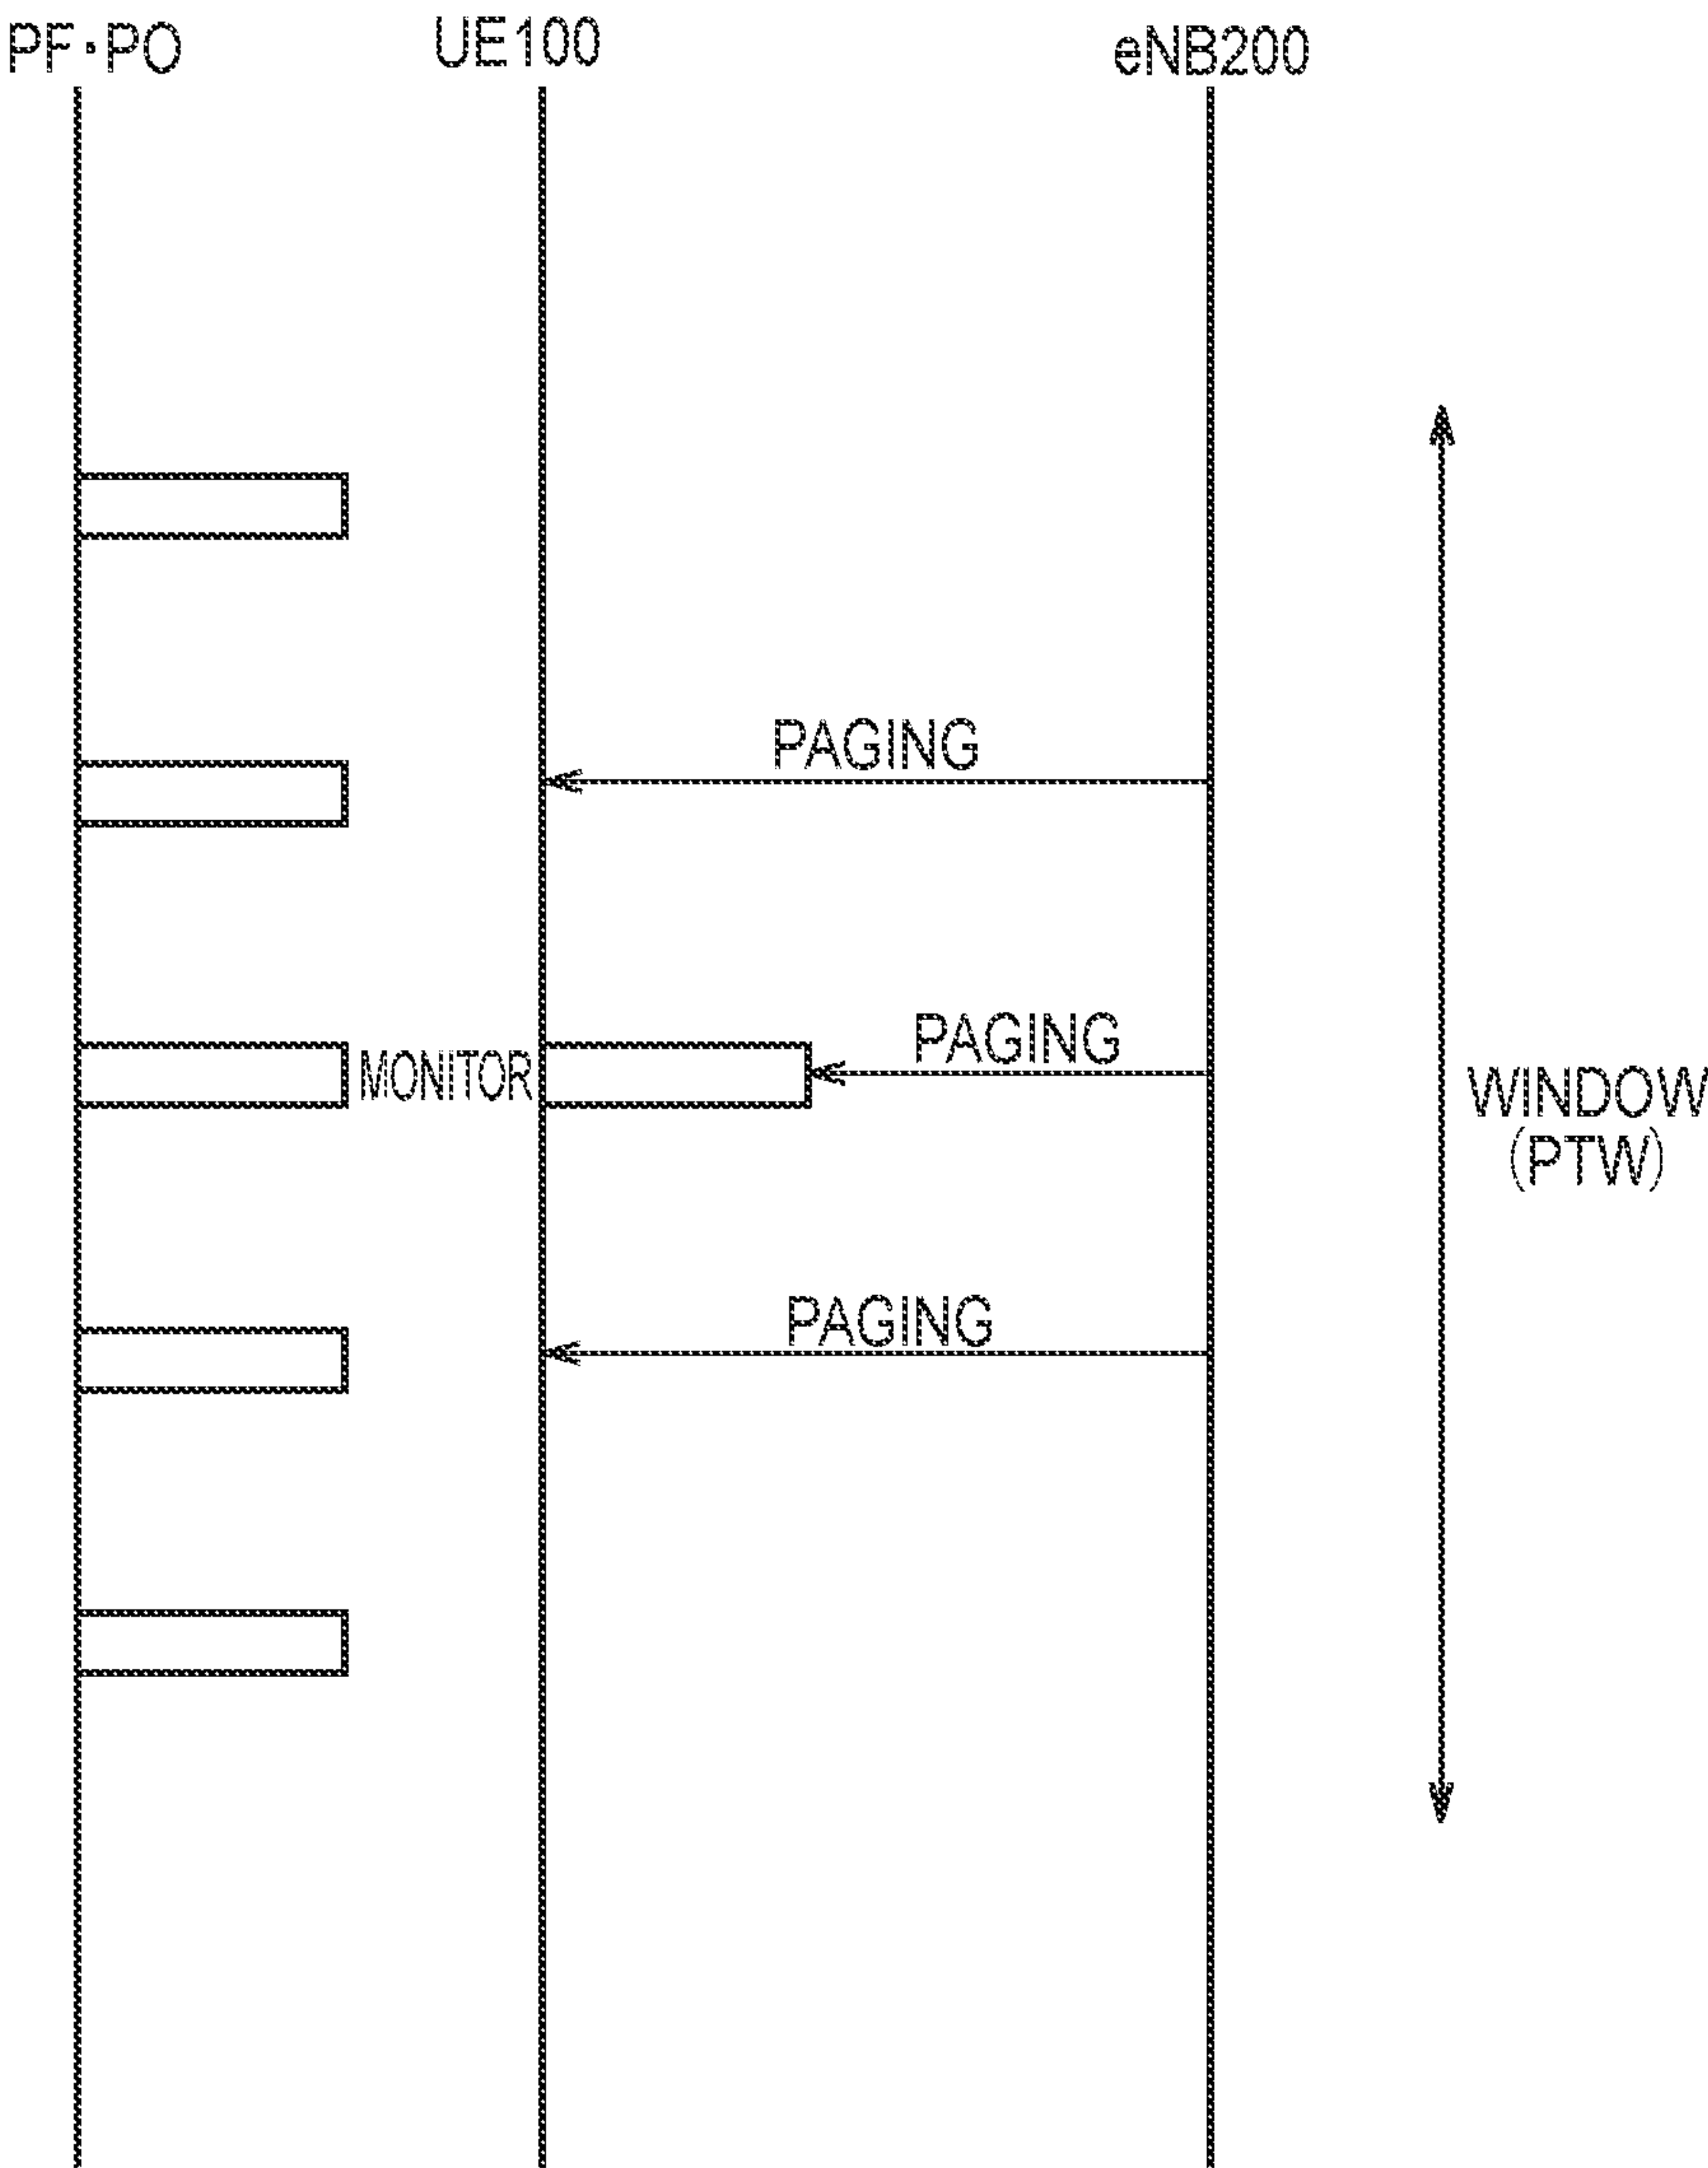 PF·PO
UE100
eNB200
PAGING
PAGING
MONITOR
WINDOW
(PTW)
PAGING